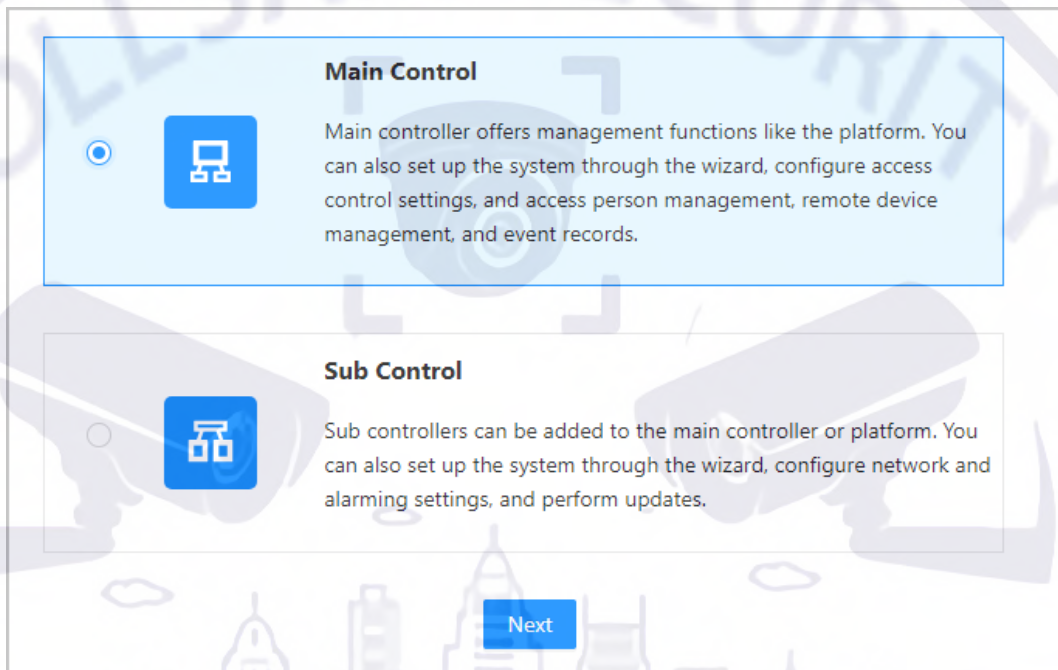 Main Control
Main controller offers management functions like the platform. You
can also set up the system through the wizard, configure access
control settings, and access person management, remote device
management, and event records.
Sub Control
Sub controllers can be added to the main controller or platform. You
can also set up the system through the wizard, configure network and
alarming settings, and perform updates.
Next